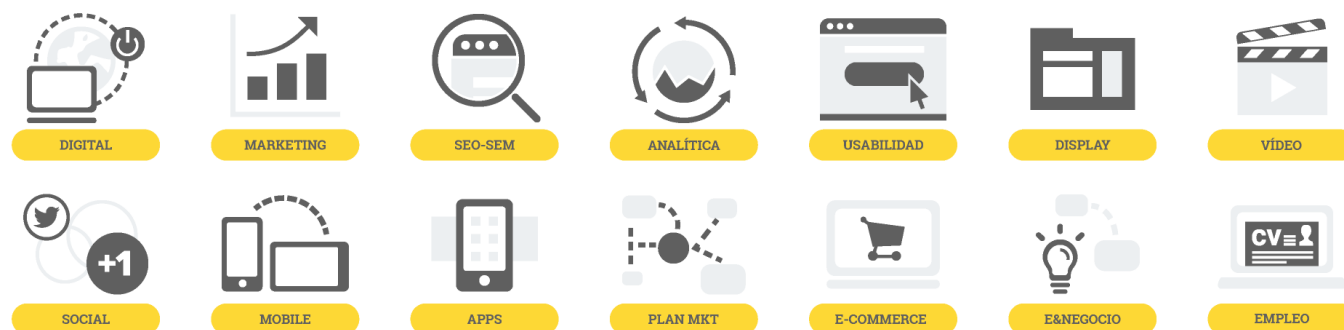 DIGITAL
MARKETING
SEO-SEM
ANALÍTICA
USABILIDAD
DISPLAY
VÍDEO
+1
CV
SOCIAL
MOBILE
APPS
PLAN MKT
E-COMMERCE
E&NEGOCIO
EMPLEO